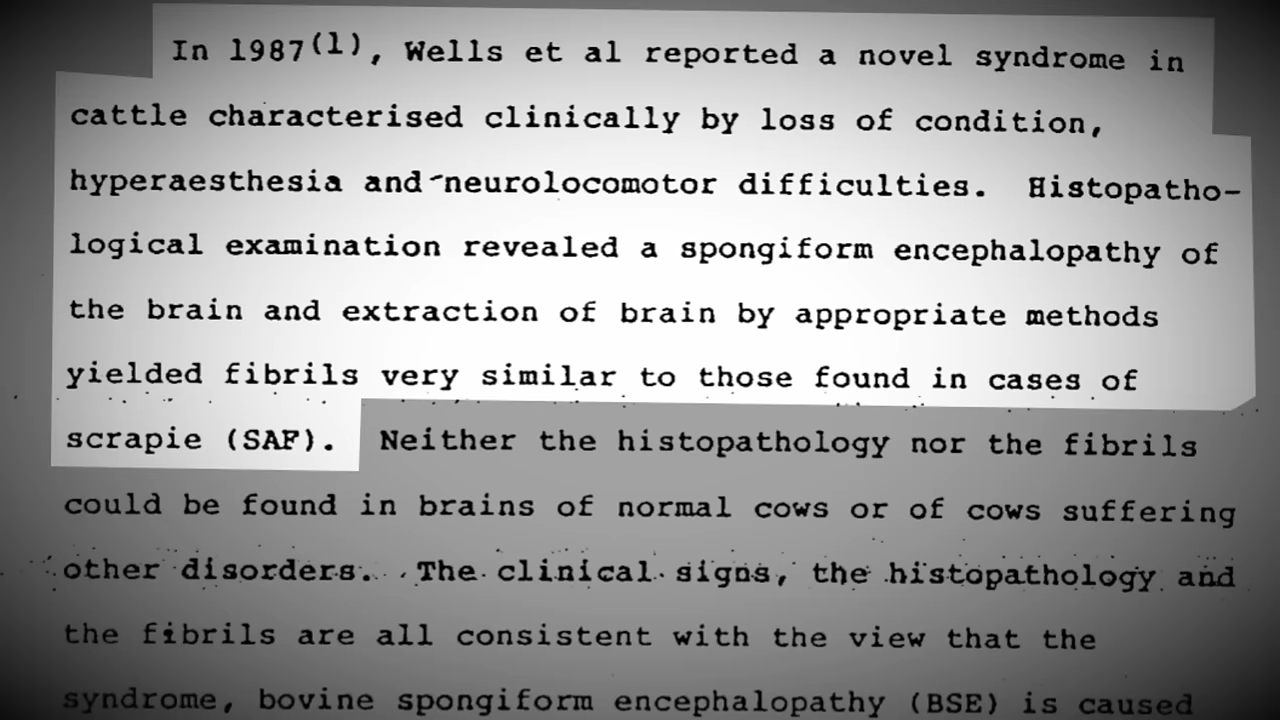 In 1987(1), Wells et al reported a novel syndrome in
cattle characterised clinically by loss of condition,
hyperaesthesia and neurolocomotor difficulties. Histopatho-
logical examination revealed a spongiform encephalopathy of
the brain and extraction of brain by appropriate methods
yielded fibrils very similar to those found in cases of
scrapie (SAF). Neither the histopathology nor the fibrils
could be found in brains of normal cows or of cows suffering
other disorders. The clinical signs, the histopathology and
the fibrils are all consistent with the view that the
syndrome, bovine spongiform encephalopathy (BSE) is caused